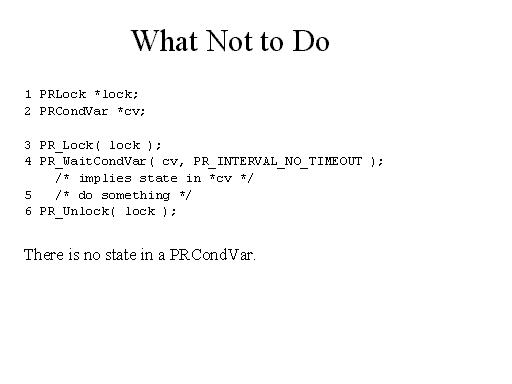 What Not to Do
1 PRLock *lock;
2 PRCondVar *cv;
3 PR_Lock( lock );
4 PR_WaitCondVar( cv, PR_INTERVAL_NO_TIMEOUT );
/* implies state in *cv */
5 /* do something */
6 PR_Unlock( lock );
There is no state in a PRCondVar.